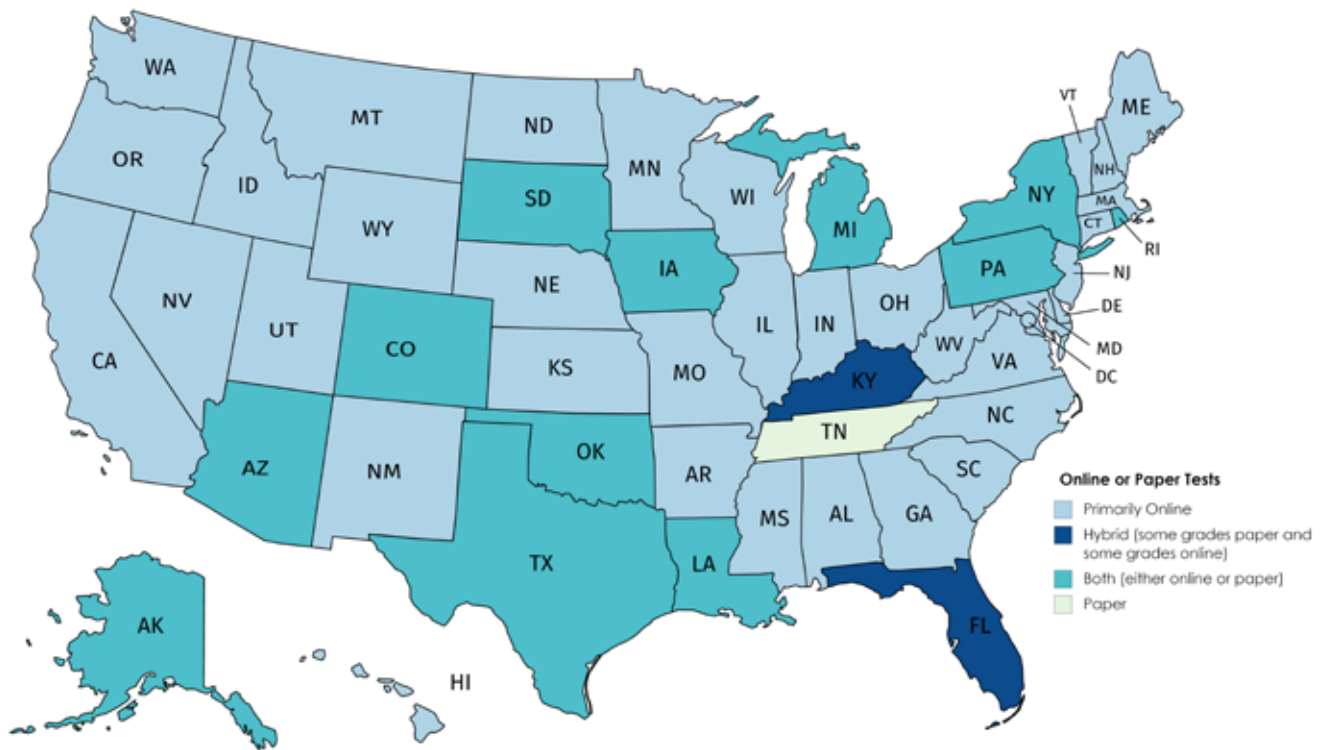 WA
MT
ND
MN
VT
ME
OR
ID
SD
WI
MI
NY
NH
MA
CT
RI
WY
IA
PA
NJ
NE
NV
UT
CO
IL
IN
OH
DE
WV
VA
MD
DC
CA
KS
MO
KY
NC
TN
AZ
NM
OK
AR
SC
MS
AL
GA
TX
LA
AK
HI
FL
Online or Paper Tests
Primarily Online
Hybrid (some grades paper and
some grades online)
Both (either online or paper)
Paper